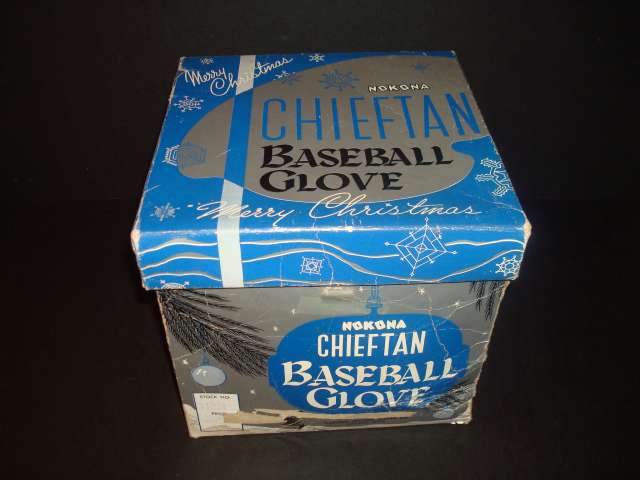 Merry Christmas
NOKONA
CHIEFTAN
BASEBALL
GLOVE
Merry Christmas
NOKONA
CHIEFTAN
BASEBALL
GLOVE
STOCK NO.